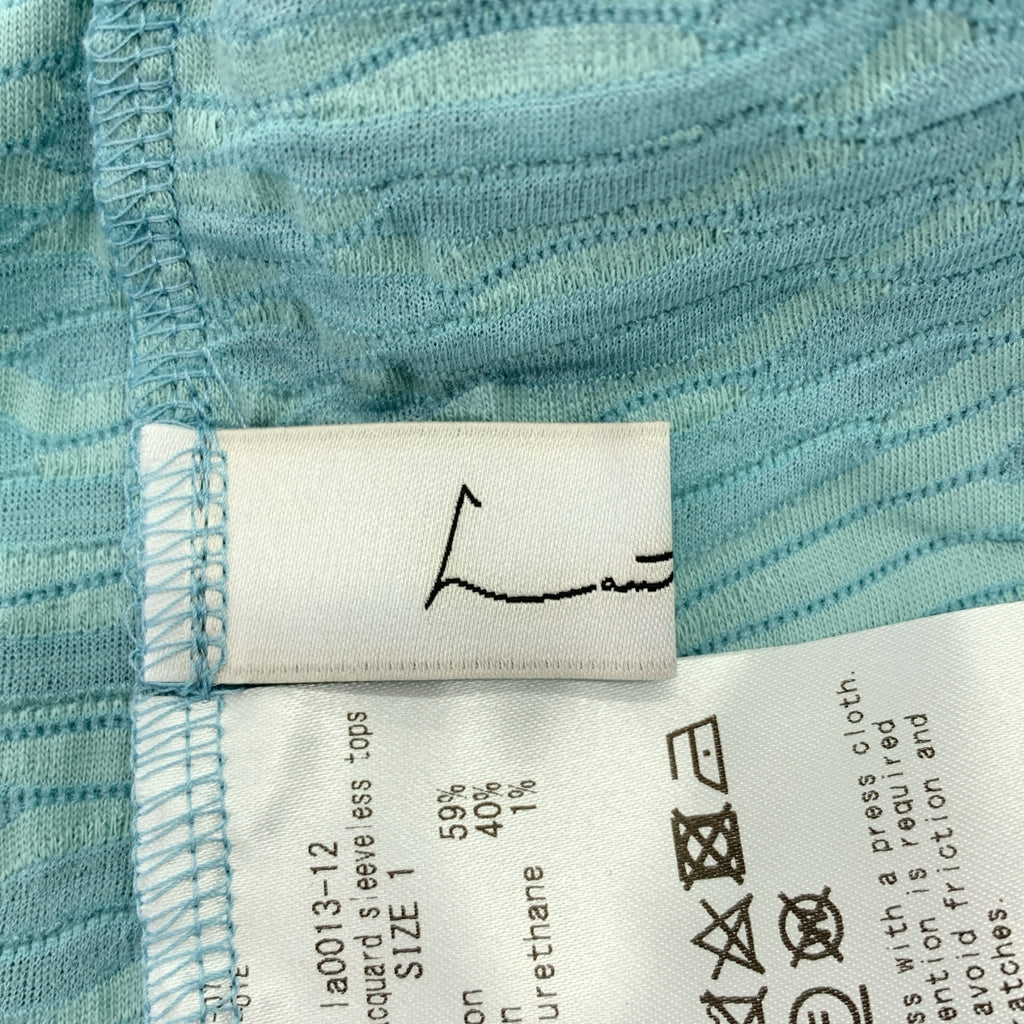 la0013-12
cquard sleeveless tops
SIZE 1
59%
40%
on 1%
urethane
ss with a press cloth.
ention is required
avoid friction and
atches.